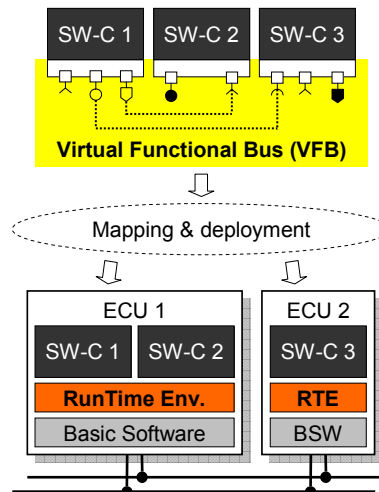 SW-C 1 SW-C 2 SW-C 3
Virtual Functional Bus (VFB)
Mapping & deployment
ECU 1 ECU 2
SW-C 1 SW-C 2 SW-C 3
RunTime Env. RTE
Basic Software BSW